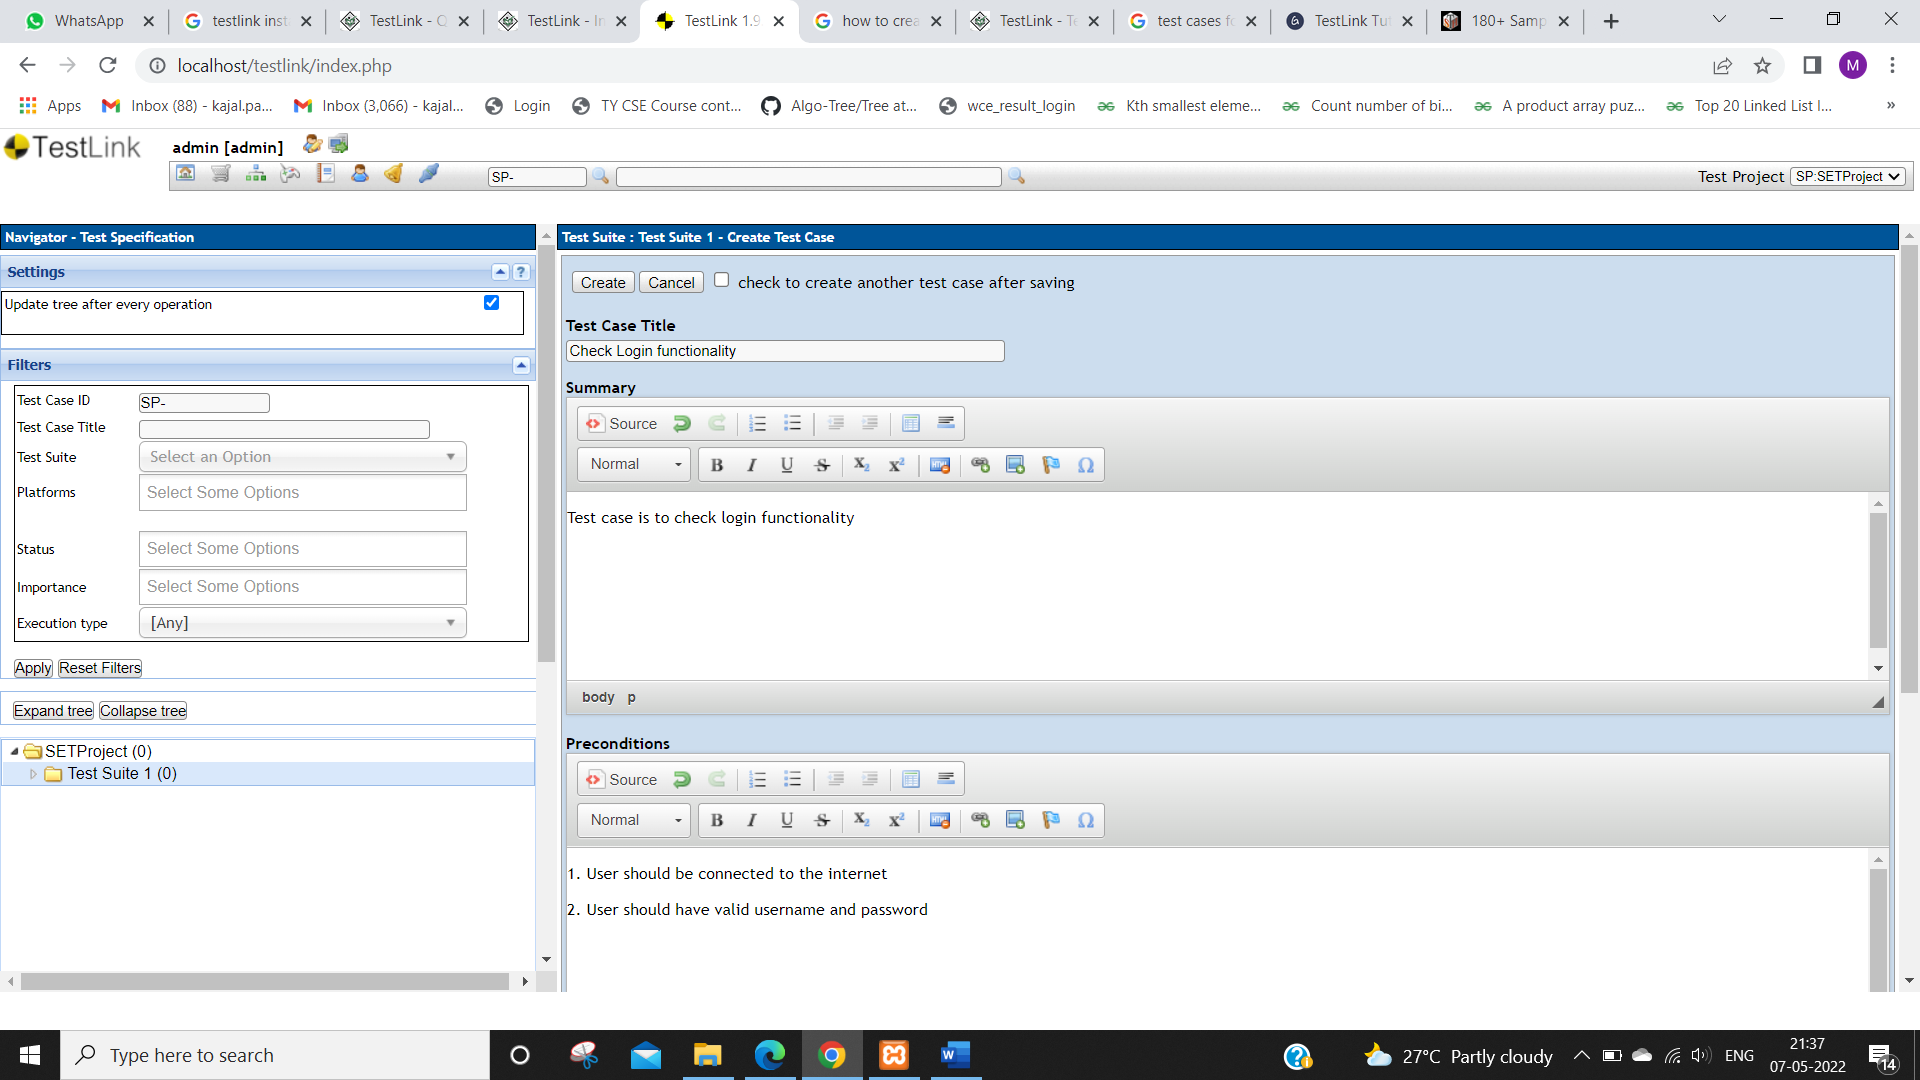 WhatsApp
testlink inst
TestLink - O
TestLink - In
TestLink 1.9
how to crea
TestLink - Te
test cases fo
TestLink Tut
180+ Samp
localhost/testlink/index.php
M
Apps
Inbox (88) - kajal.pa...
Inbox (3,066) - kajal...
Login
TY CSE Course cont...
Algo-Tree/Tree at...
wce_result_login
Kth smallest eleme...
Count number of bi...
A product array puz...
Top 20 Linked List I...
»
TestLink
admin [admin]
SP-
Test Project SP:SETProject
Navigator - Test Specification
Settings
?
Update tree after every operation
Filters
Test Case ID SP-
Test Case Title
Test Suite Select an Option
Platforms Select Some Options
Status Select Some Options
Importance Select Some Options
Execution type [Any]
Apply Reset Filters
Expand tree Collapse tree
SETProject (0)
Test Suite 1 (0)
Test Suite : Test Suite 1 - Create Test Case
Create Cancel check to create another test case after saving
Test Case Title
Check Login functionality
Summary
Source
Normal B I U S X₂ x² HTML Ω
Test case is to check login functionality
body p
Preconditions
Source
Normal B I U S X₂ x² HTML Ω
1. User should be connected to the internet
2. User should have valid username and password
Type here to search
27°C Partly cloudy
ENG
21:37
07-05-2022
14